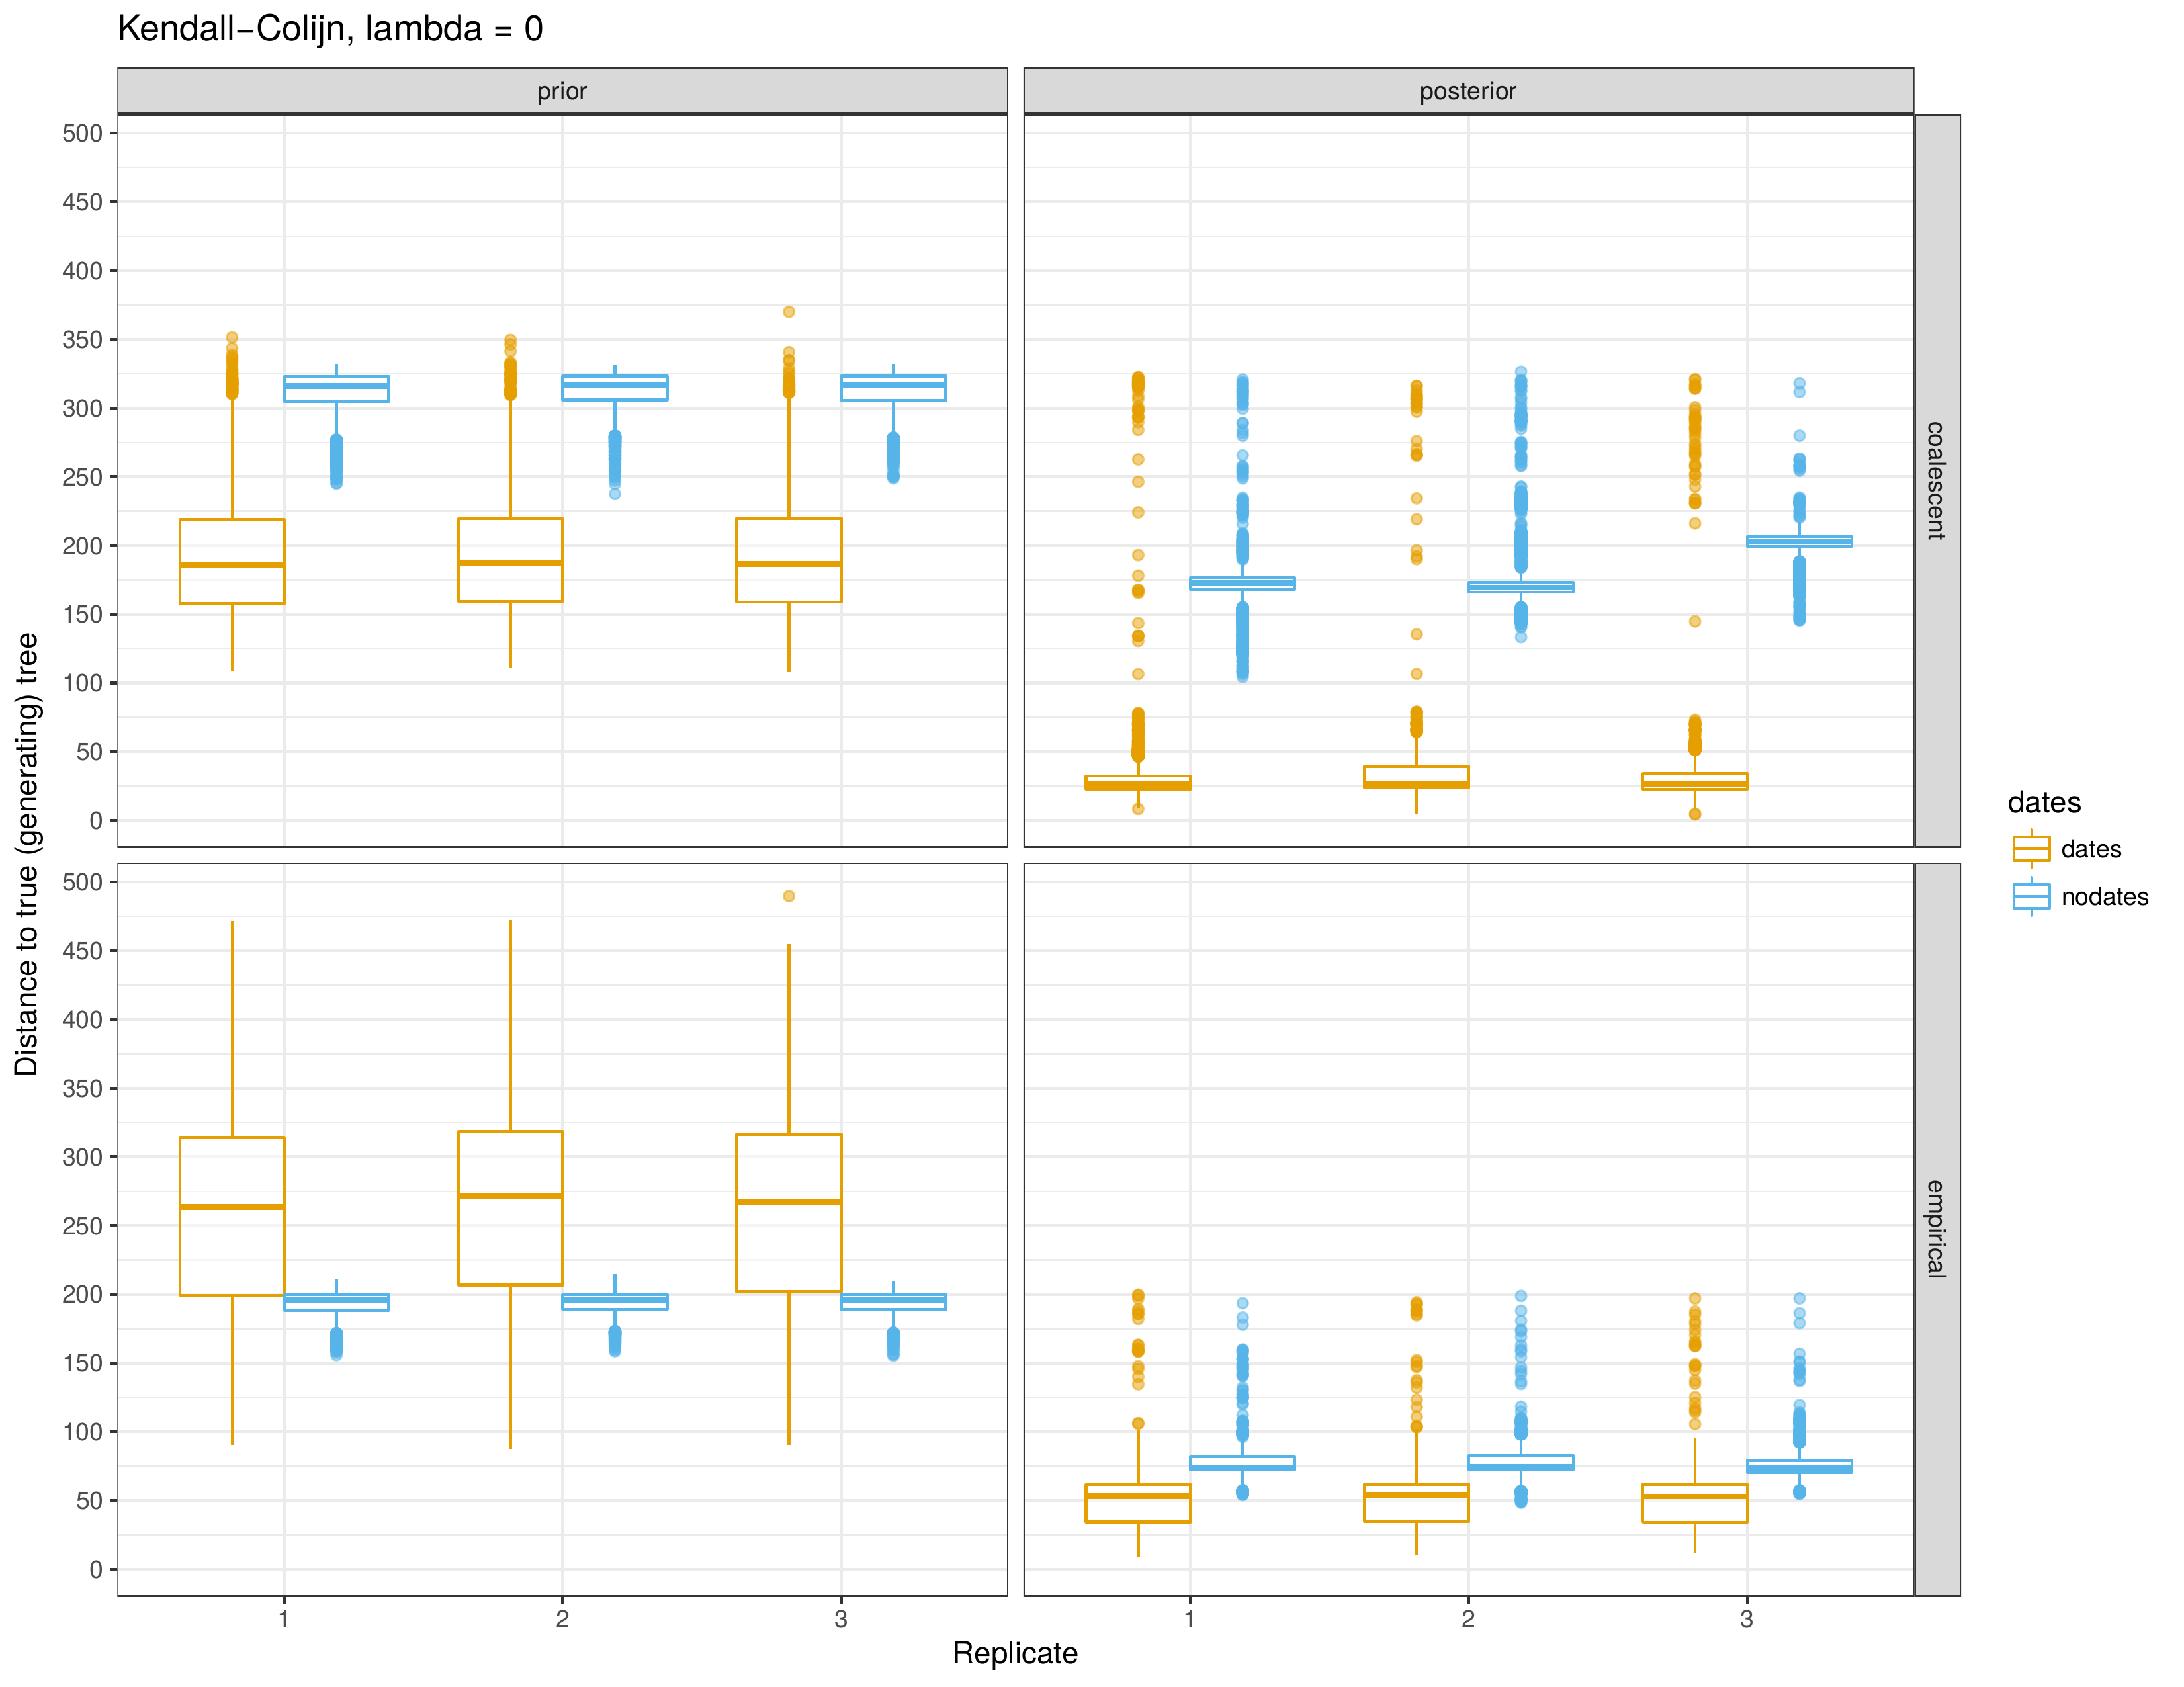 Kendall−Colijn, lambda = 0
prior
posterior
500
450
400
350
300
250
200
150
100
50
0
coalescent
500
450
400
350
300
250
200
150
100
50
0
empirical
1
2
3
1
2
3
Replicate
Distance to true (generating) tree
dates
dates
nodates